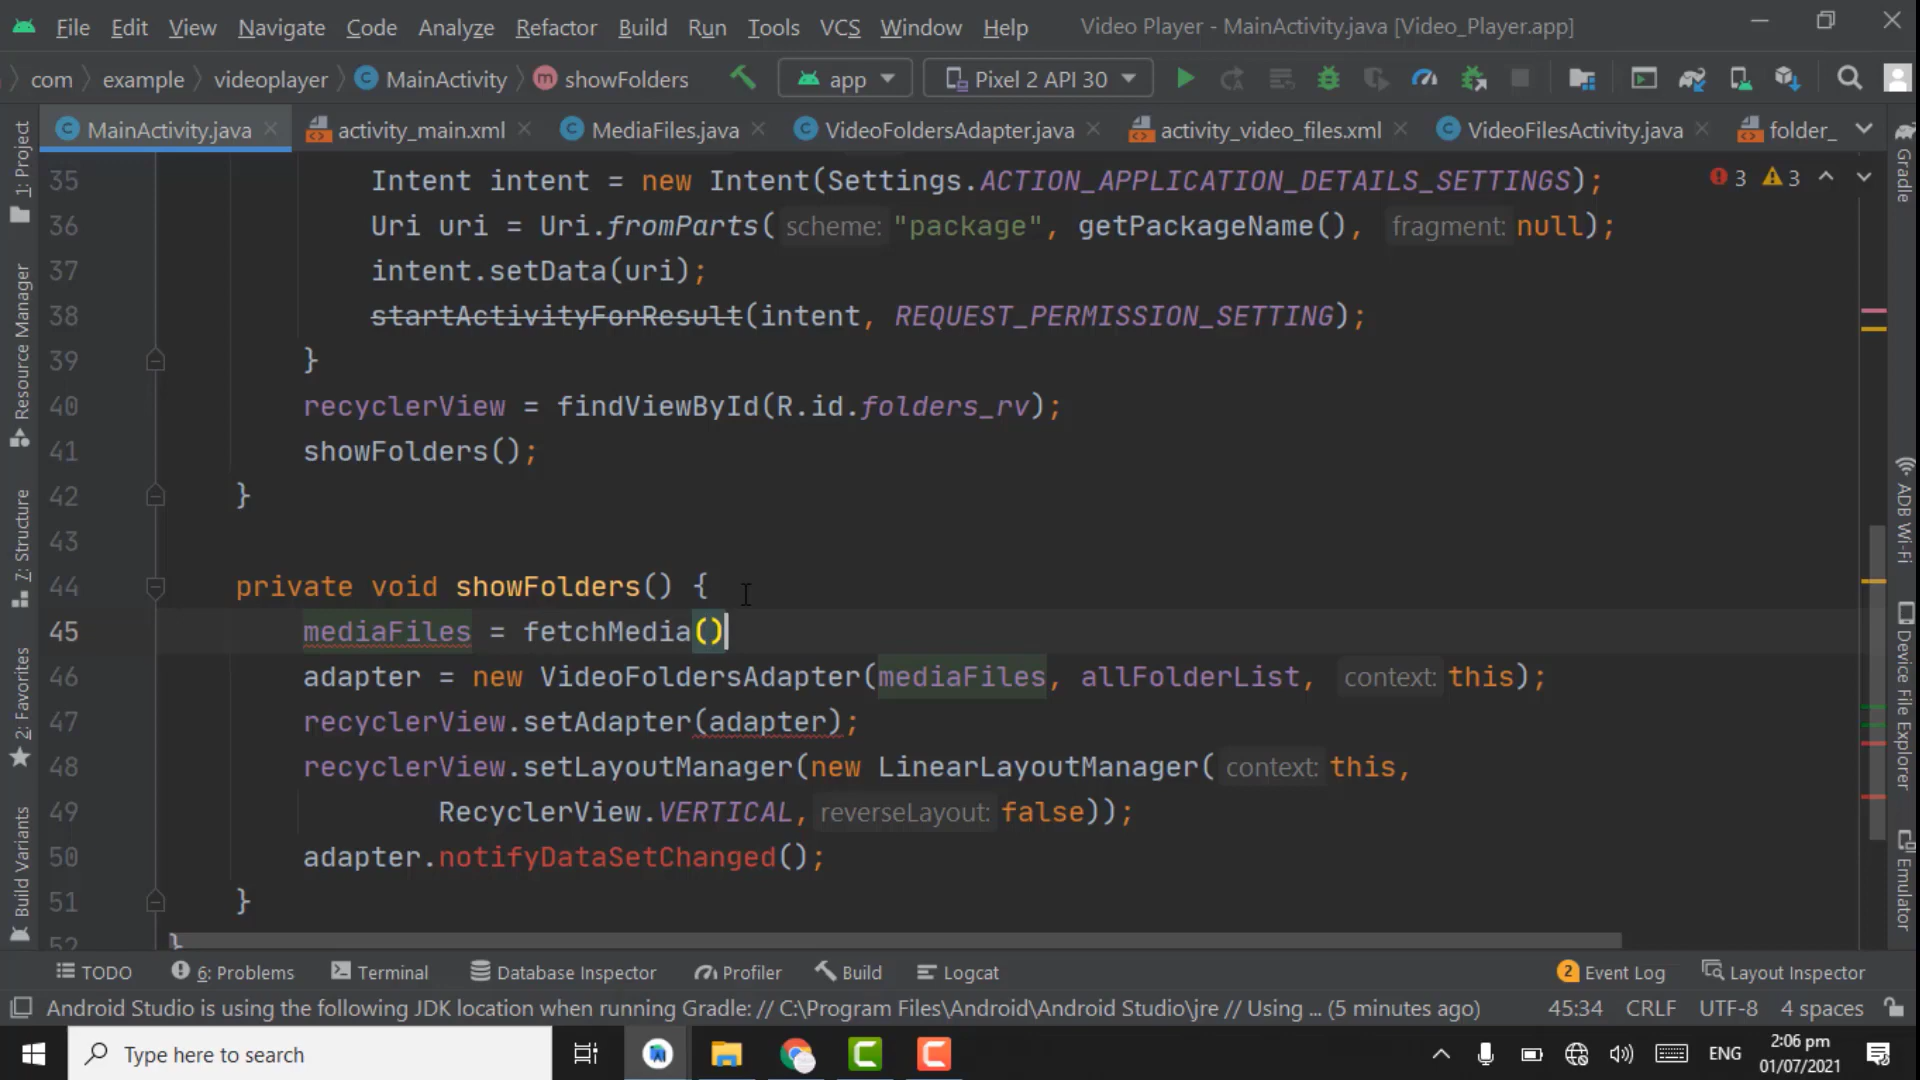 File Edit View Navigate Code Analyze Refactor Build Run Tools VCS Window Help Video Player - MainActivity.java [Video_Player.app]
com example videoplayer MainActivity showFolders app Pixel 2 API 30
MainActivity.java activity_main.xml MediaFiles.java VideoFoldersAdapter.java activity_video_files.xml VideoFilesActivity.java folder_
35 Intent intent = new Intent(Settings.ACTION_APPLICATION_DETAILS_SETTINGS); 3 3
36 Uri uri = Uri.fromParts( scheme: "package", getPackageName(), fragment: null);
37 intent.setData(uri);
38 startActivityForResult(intent, REQUEST_PERMISSION_SETTING);
39 }
40 recyclerView = findViewById(R.id.folders_rv);
41 showFolders();
42 }
43
44 private void showFolders() {
45 mediaFiles = fetchMedia()
46 adapter = new VideoFoldersAdapter(mediaFiles, allFolderList, context: this);
47 recyclerView.setAdapter(adapter);
48 recyclerView.setLayoutManager(new LinearLayoutManager( context: this,
49 RecyclerView.VERTICAL, reverseLayout: false));
50 adapter.notifyDataSetChanged();
51 }
52 }
1: Project
Resource Manager
7: Structure
2: Favorites
Build Variants
Gradle
ADB Wi-Fi
Device File Explorer
Emulator
TODO 6: Problems Terminal Database Inspector Profiler Build Logcat 2 Event Log Layout Inspector
Android Studio is using the following JDK location when running Gradle: // C:\Program Files\Android\Android Studio\jre // Using ... (5 minutes ago) 45:34 CRLF UTF-8 4 spaces
Type here to search ENG 2:06 pm
01/07/2021